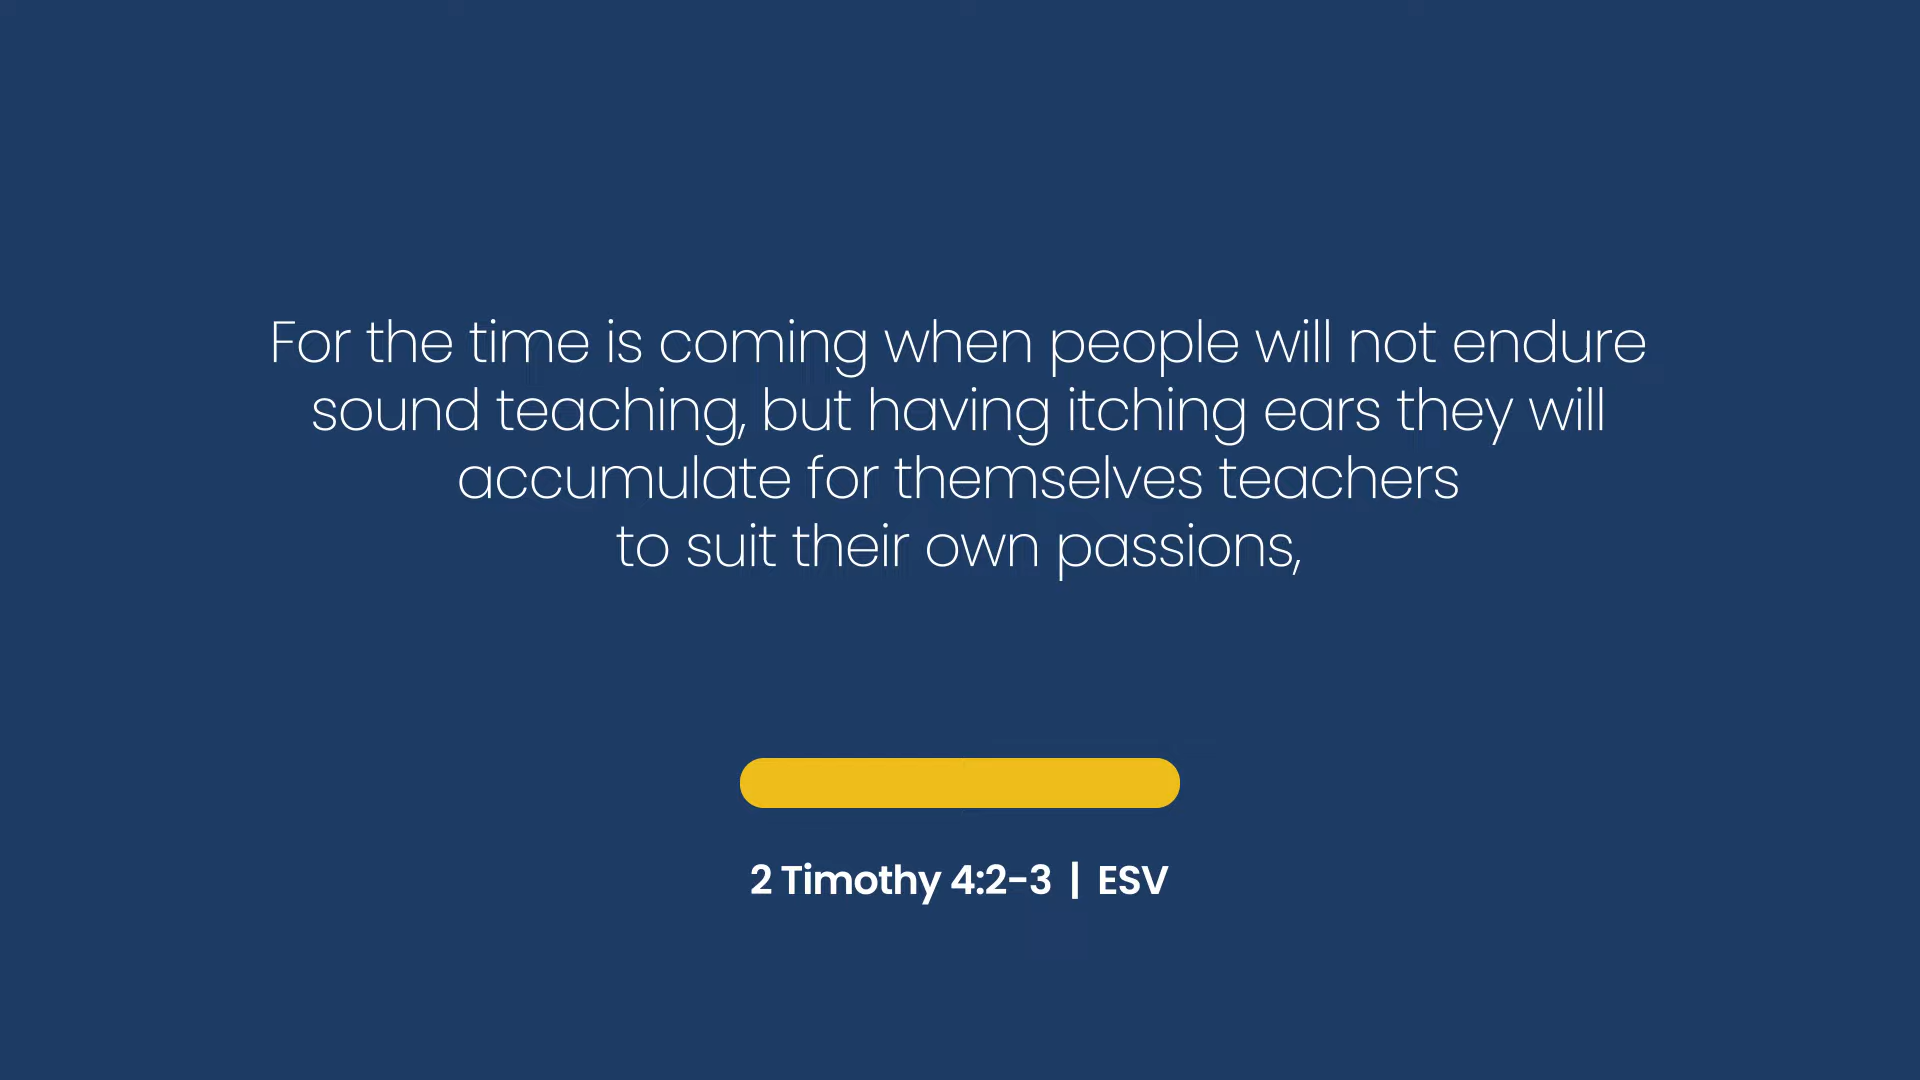 For the time is coming when people will not endure
sound teaching, but having itching ears they will
accumulate for themselves teachers
to suit their own passions,
2 Timothy 4:2-3 | ESV